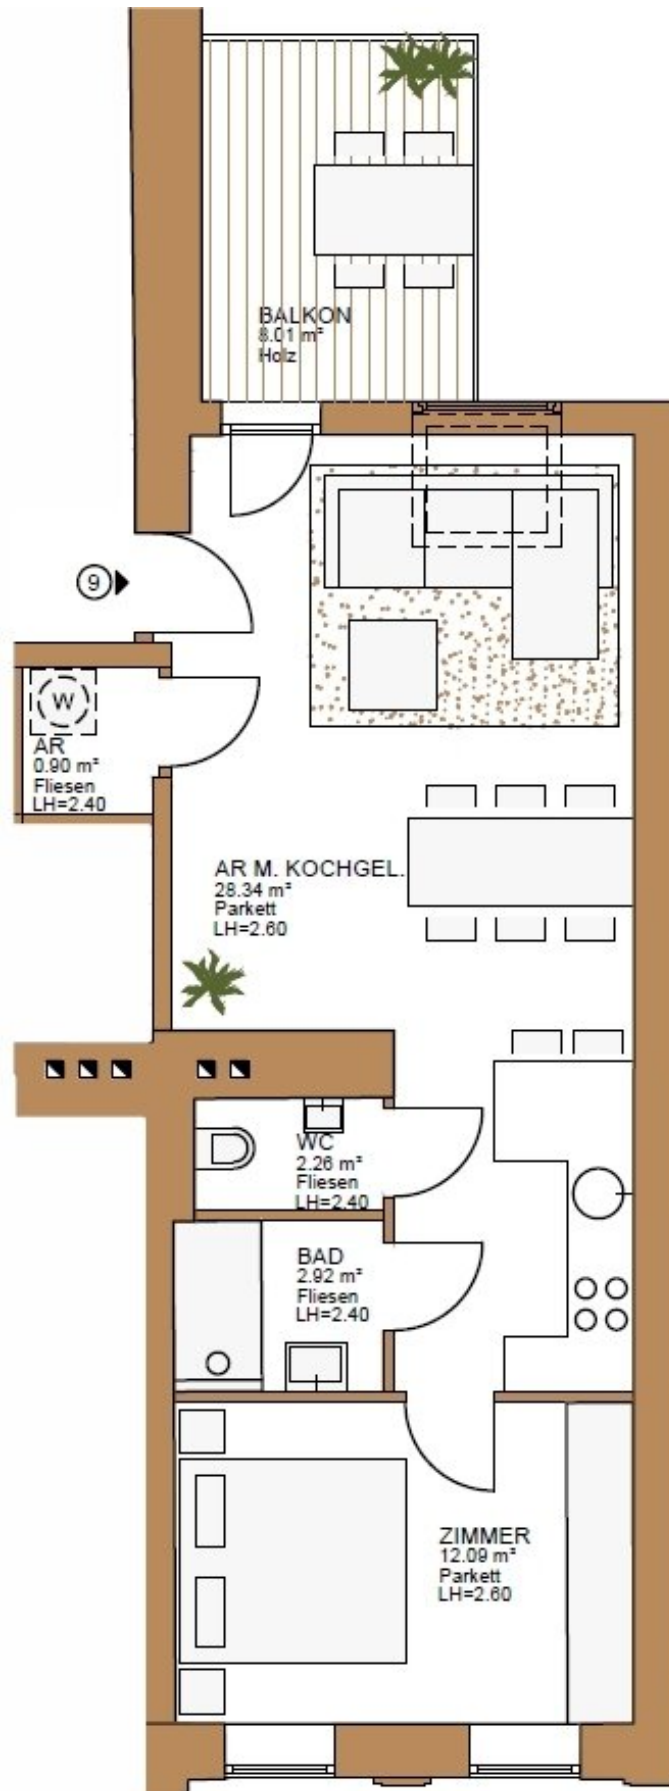 BALKON
8.01 m²
Holz
9
W
AR
0.90 m²
Fliesen
LH=2.40
AR M. KOCHGEL.
28.34 m²
Parkett
LH=2.60
WC
2.26 m²
Fliesen
LH=2.40
BAD
2.92 m²
Fliesen
LH=2.40
ZIMMER
12.09 m²
Parkett
LH=2.60